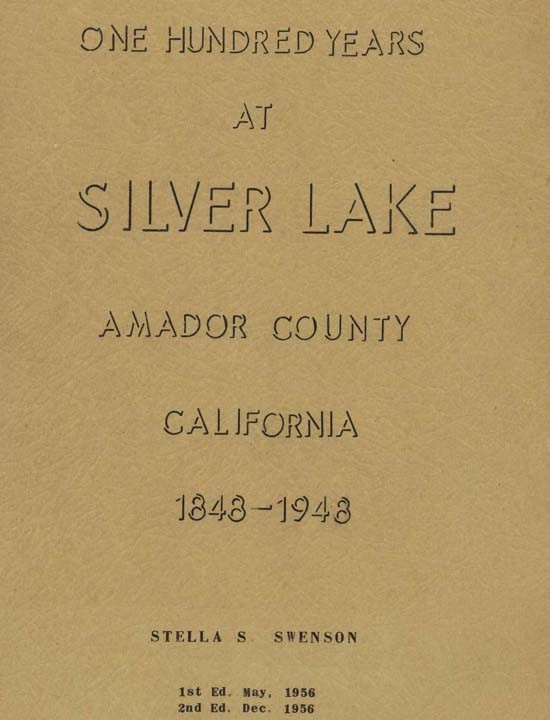 ONE HUNDRED YEARS
AT
SILVER LAKE
AMADOR COUNTY
CALIFORNIA
1848-1948
STELLA S. SWENSON
1st Ed. May, 1956
2nd Ed. Dec. 1956